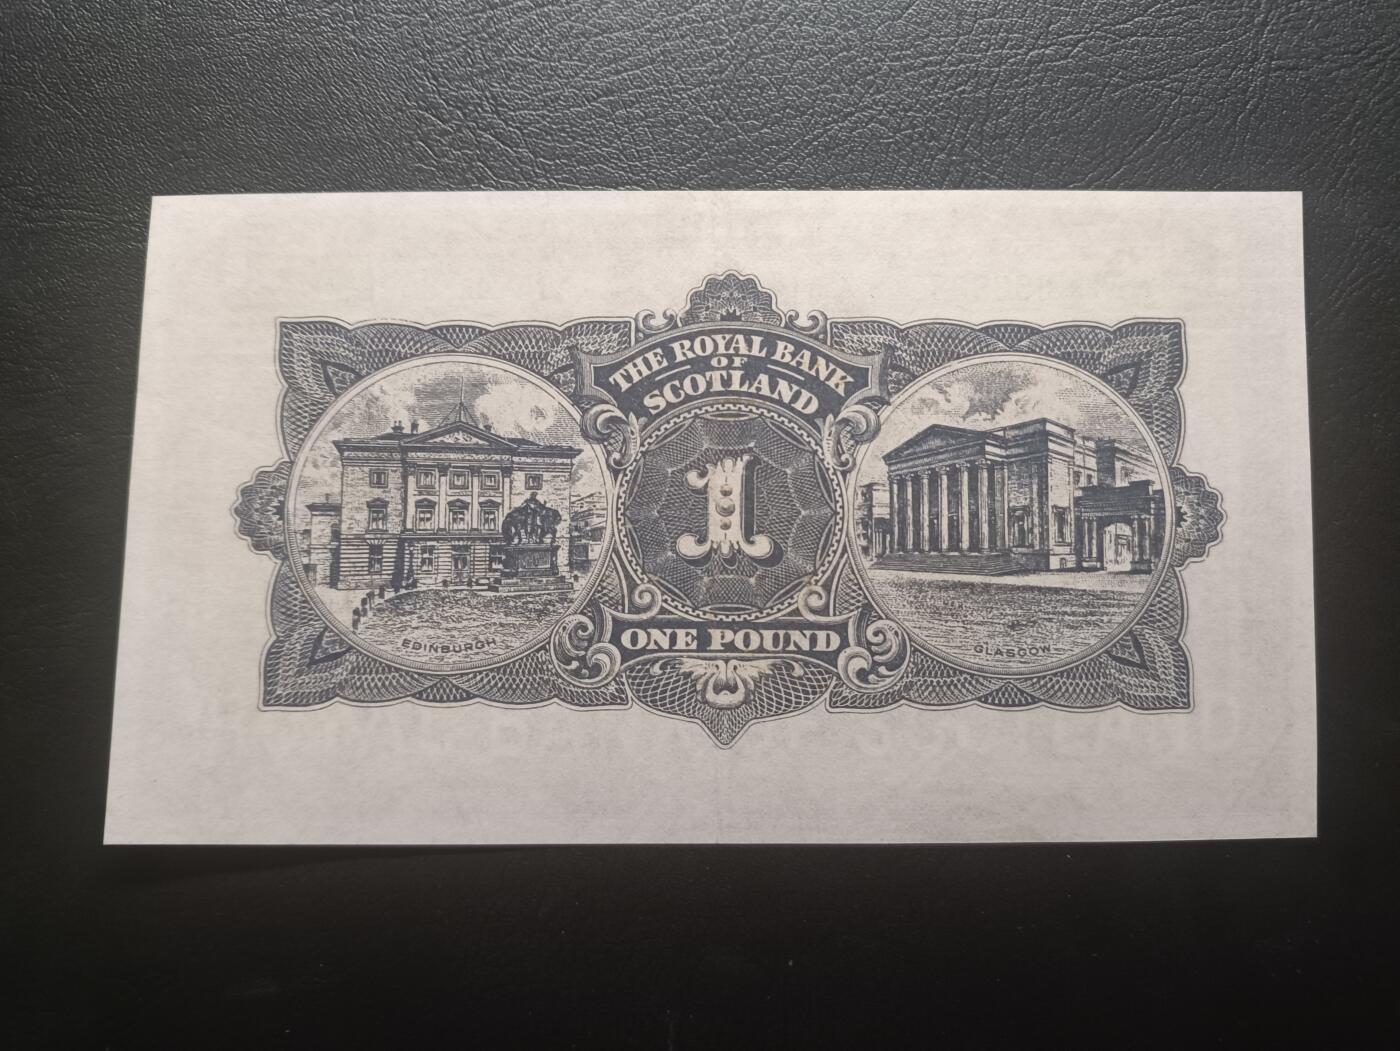 THE ROYAL BANK
OF
SCOTLAND
1
ONE POUND
EDINBURGH
GLASGOW